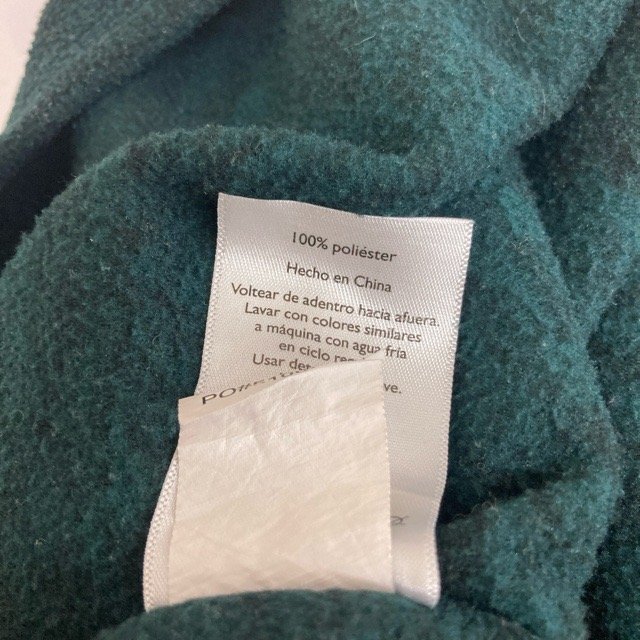 100% poliéster
Hecho en China
Voltear de adentro hacia afuera.
Lavar con colores similares
a máquina con agua fría
en ciclo
Usar